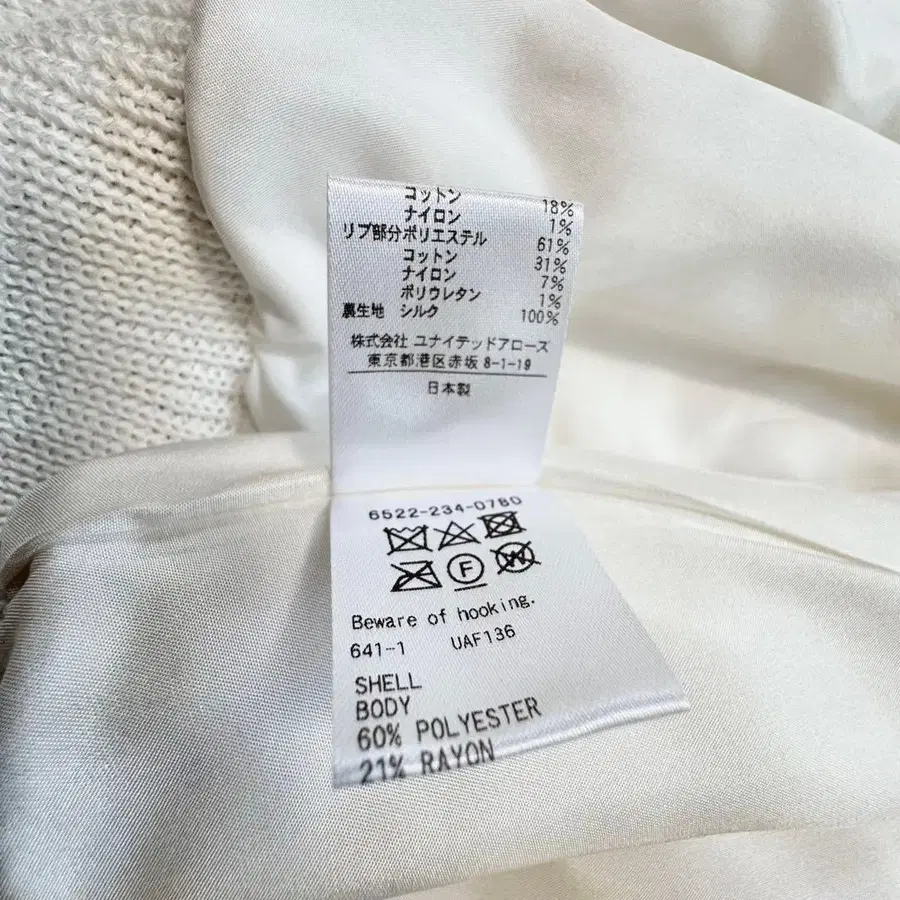 コットン 18%
ナイロン 1%
リブ部分ポリエステル 61%
コットン 31%
ナイロン 7%
ポリウレタン 1%
裏生地 シルク 100%
株式会社 ユナイテッドアローズ
東京都港区赤坂 8-1-19
日本製
6522-234-0780
F
W
Beware of hooking.
641-1 UAF136
SHELL
BODY
60% POLYESTER
21% RAYON